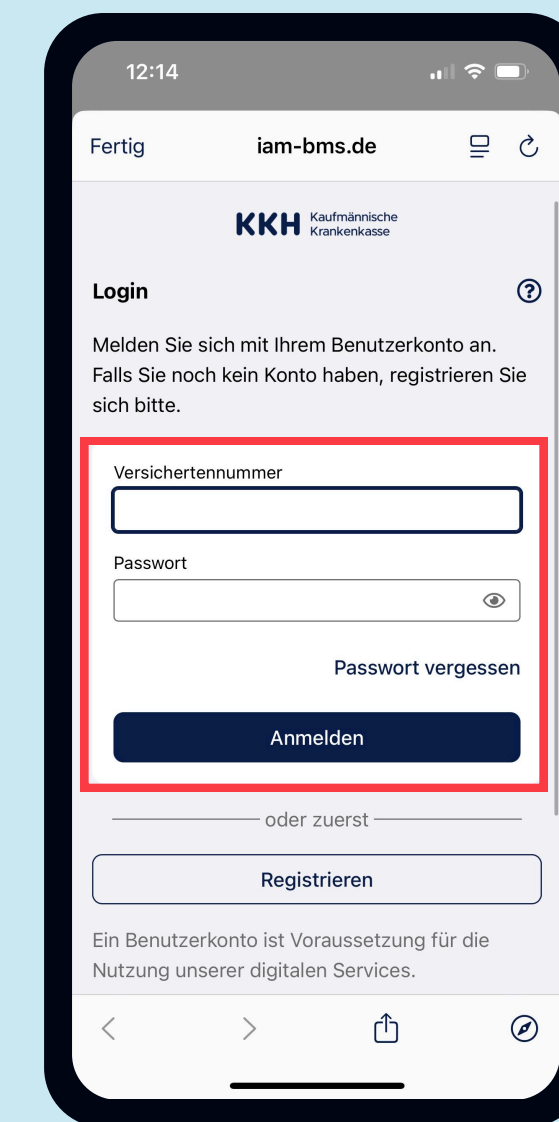 12:14
Fertig iam-bms.de
KKH Kaufmännische
Krankenkasse
Login
Melden Sie sich mit Ihrem Benutzerkonto an.
Falls Sie noch kein Konto haben, registrieren Sie
sich bitte.
Versichertennummer
Passwort
Passwort vergessen
Anmelden
oder zuerst
Registrieren
Ein Benutzerkonto ist Voraussetzung für die
Nutzung unserer digitalen Services.